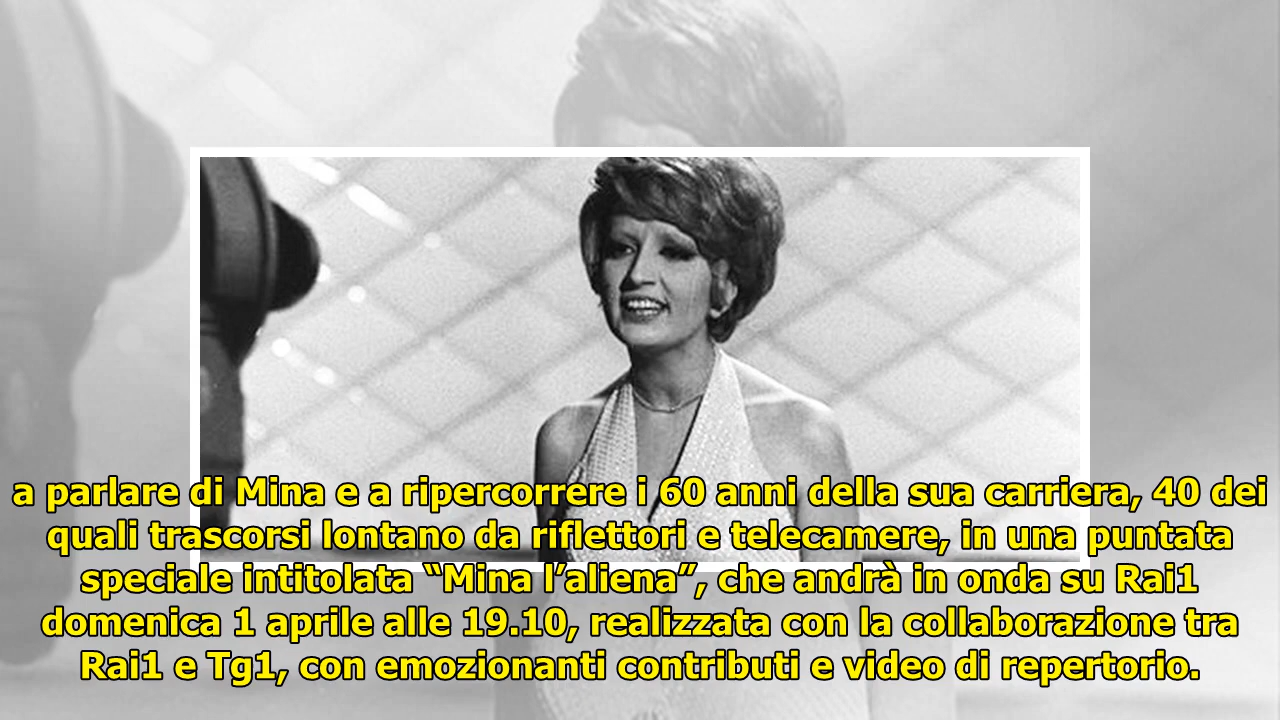 a parlare di Mina e a ripercorrere i 60 anni della sua carriera, 40 dei
quali trascorsi lontano da riflettori e telecamere, in una puntata
speciale intitolata “Mina l’aliena”, che andrà in onda su Rai1
domenica 1 aprile alle 19.10, realizzata con la collaborazione tra
Rai1 e Tg1, con emozionanti contributi e video di repertorio.